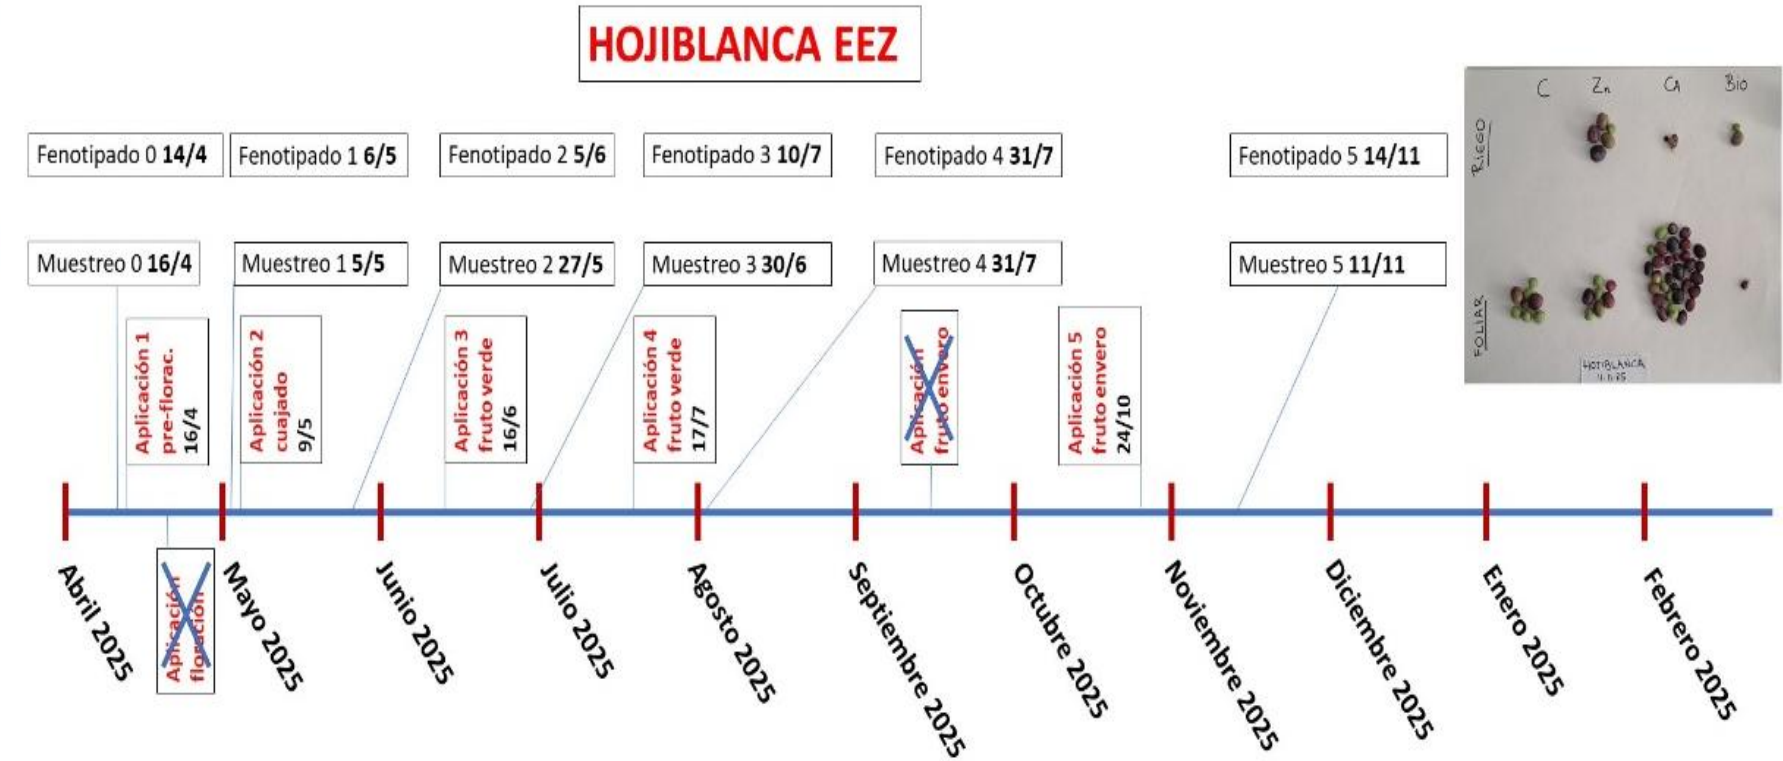 HOJIBLANCA EEZ
Fenotipado 0 14/4
Fenotipado 1 6/5
Fenotipado 2 5/6
Fenotipado 3 10/7
Fenotipado 4 31/7
Fenotipado 5 14/11
Muestreo 0 16/4
Muestreo 1 5/5
Muestreo 2 27/5
Muestreo 3 30/6
Muestreo 4 31/7
Muestreo 5 11/11
Aplicación 1
pre-florac.
16/4
Aplicación 2
cuajado
9/5
Aplicación 3
fruto verde
16/6
Aplicación 4
fruto verde
17/7
Aplicación
fruto envero
Aplicación 5
fruto envero
24/10
Aplicación
floración
Abril 2025
Mayo 2025
Junio 2025
Julio 2025
Agosto 2025
Septiembre 2025
Octubre 2025
Noviembre 2025
Diciembre 2025
Enero 2025
Febrero 2025
C Zn Ca Bio
RIEGO
FOLIAR
HOJIBLANCA